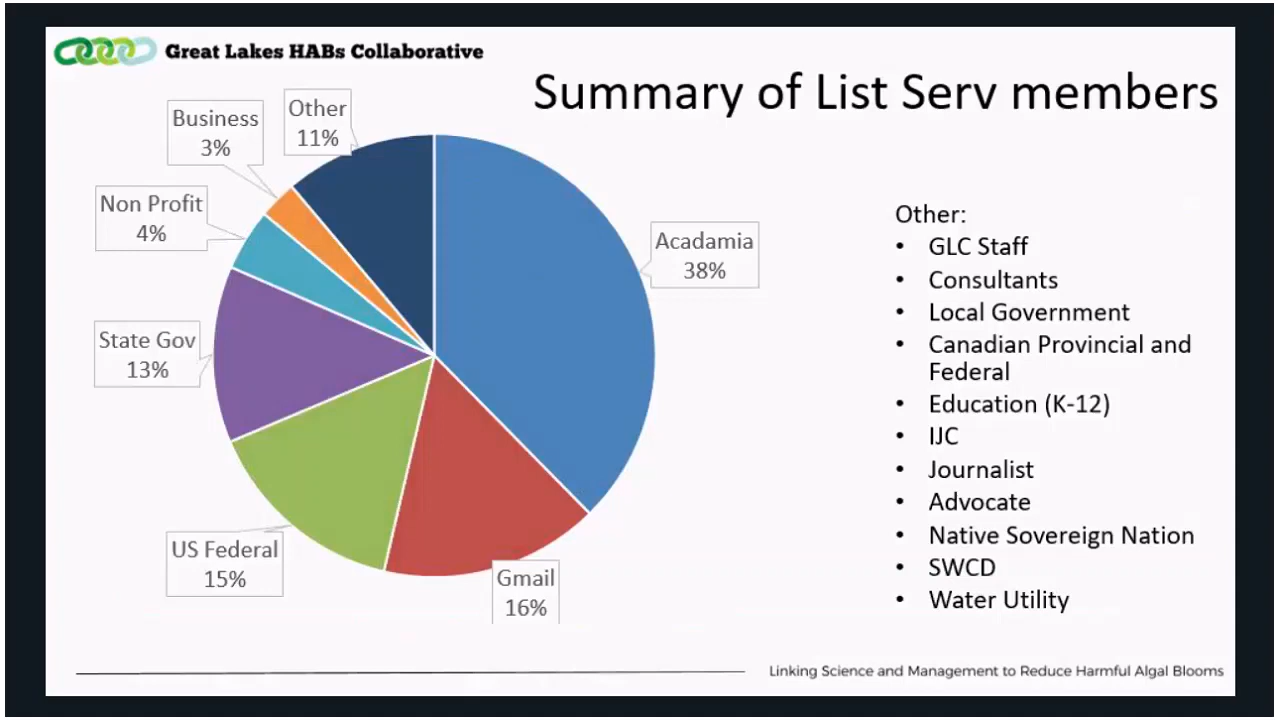 Great Lakes HABs Collaborative
Summary of List Serv members
Other
11%
Business
3%
Non Profit
4%
Acadamia
38%
State Gov
13%
US Federal
15%
Gmail
16%
Other:
• GLC Staff
• Consultants
• Local Government
• Canadian Provincial and
Federal
• Education (K-12)
• IJC
• Journalist
• Advocate
• Native Sovereign Nation
• SWCD
• Water Utility
Linking Science and Management to Reduce Harmful Algal Blooms